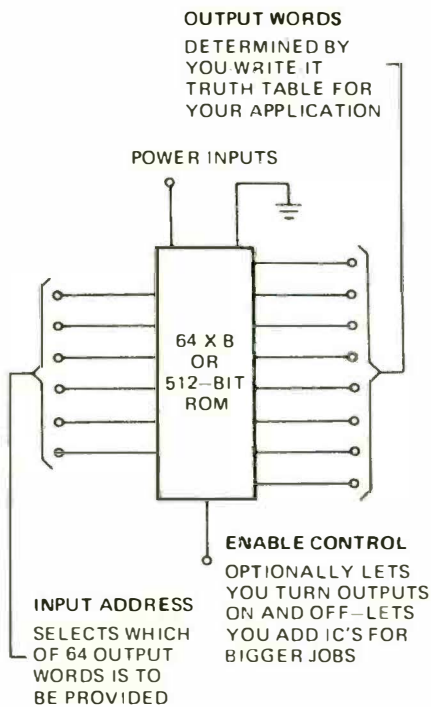 OUTPUT WORDS
DETERMINED BY
YOU-WRITE IT
TRUTH TABLE FOR
YOUR APPLICATION
POWER INPUTS
64 X B
OR
512-BIT
ROM
ENABLE CONTROL
OPTIONALLY LETS
YOU TURN OUTPUTS
ON AND OFF-LETS
YOU ADD IC'S FOR
BIGGER JOBS
INPUT ADDRESS
SELECTS WHICH
OF 64 OUTPUT
WORDS IS TO
BE PROVIDED